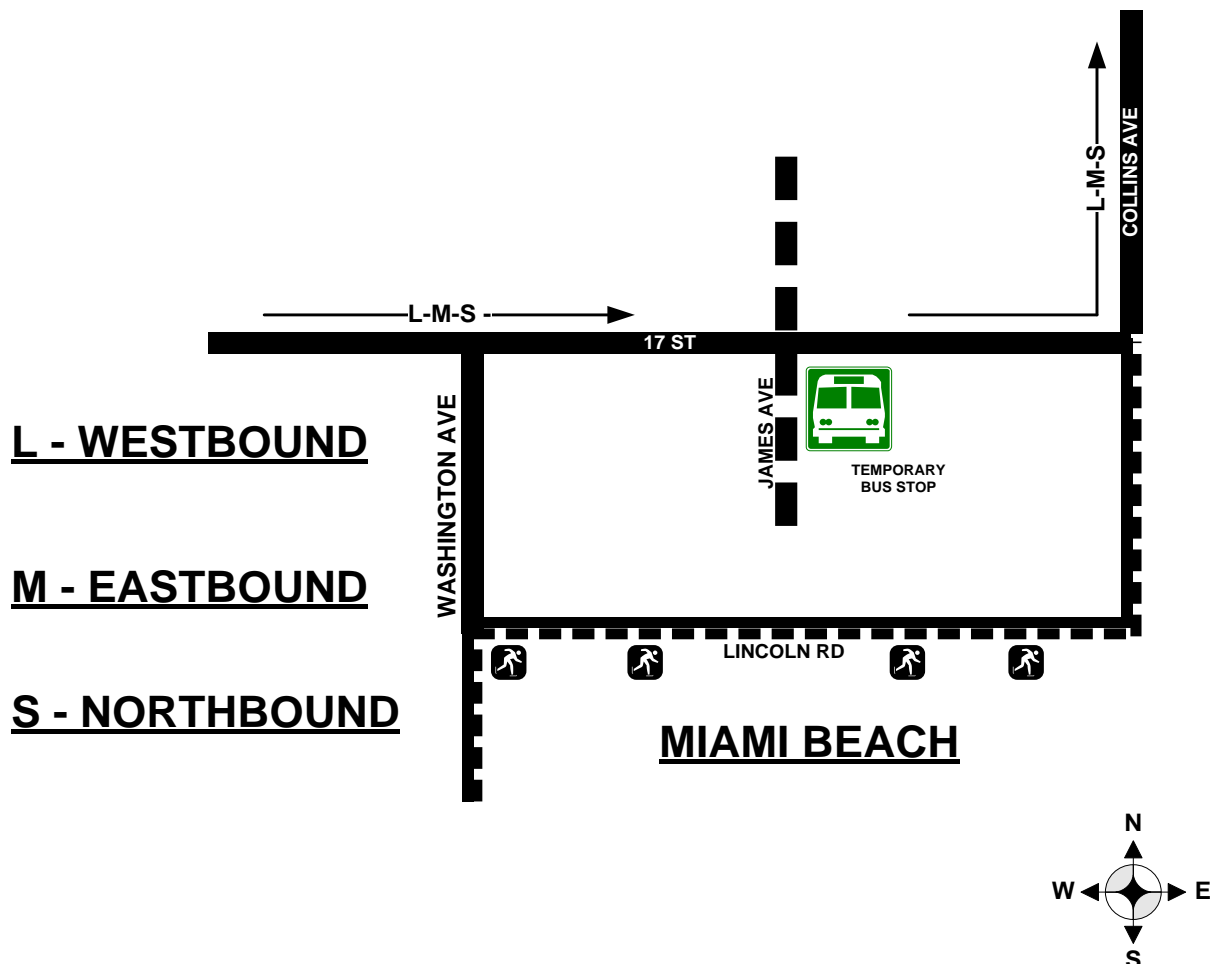 COLLINS AVE
L-M-S
L-M-S -
17 ST
WASHINGTON AVE
JAMES AVE
TEMPORARY
BUS STOP
L - WESTBOUND
M - EASTBOUND
S - NORTHBOUND
LINCOLN RD
MIAMI BEACH
N
W
E
S